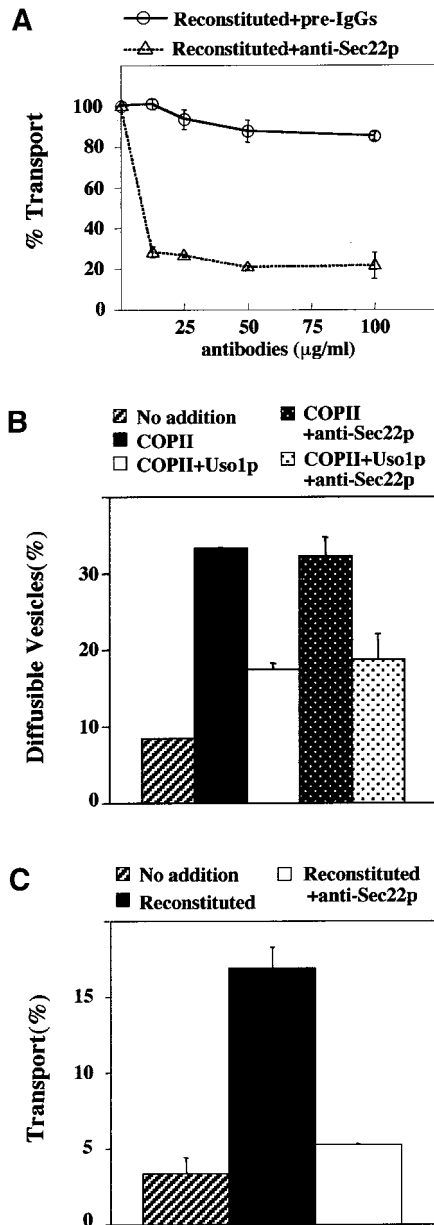 A
Reconstituted+pre-IgGs
Reconstituted+anti-Sec22p
% Transport
100
80
60
40
20
0
25
50
75
100
antibodies (µg/ml)
B
No addition
COPII
COPII+Uso1p
COPII
+anti-Sec22p
COPII+Uso1p
+anti-Sec22p
Diffusible Vesicles(%)
30
20
10
0
C
No addition
Reconstituted
Reconstituted
+anti-Sec22p
Transport(%)
15
10
5
0